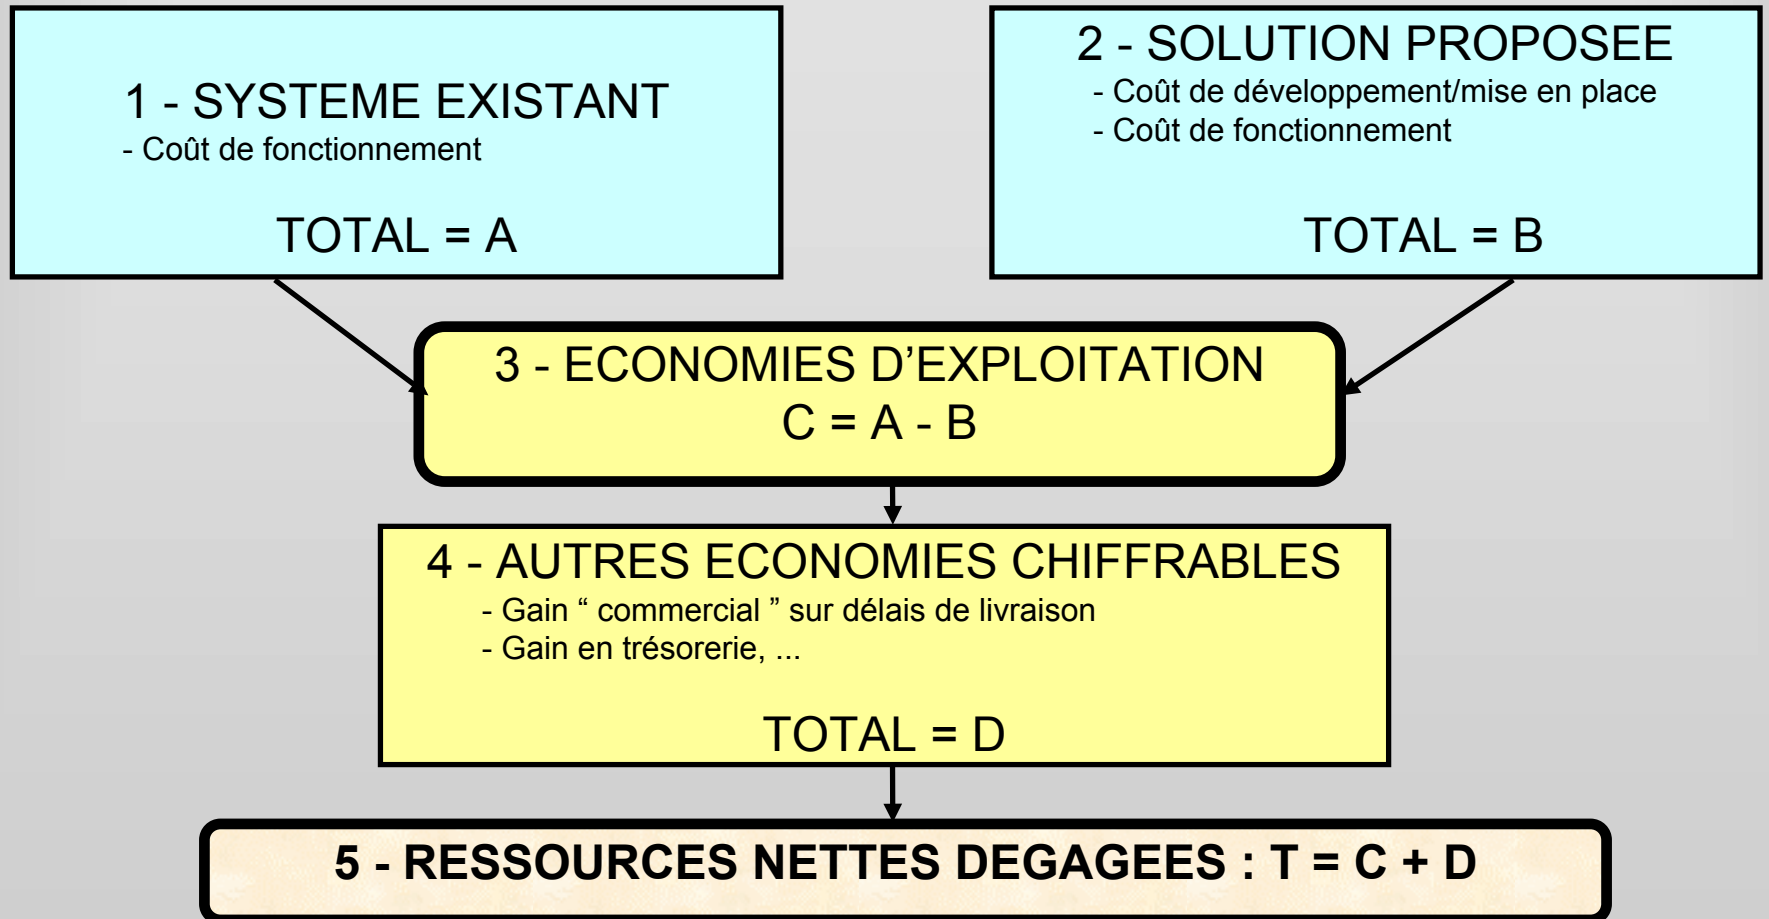 1 - SYSTEME EXISTANT
- Coût de fonctionnement
TOTAL = A
2 - SOLUTION PROPOSEE
- Coût de développement/mise en place
- Coût de fonctionnement
TOTAL = B
3 - ECONOMIES D’EXPLOITATION
C = A - B
4 - AUTRES ECONOMIES CHIFFRABLES
- Gain “ commercial ” sur délais de livraison
- Gain en trésorerie, ...
TOTAL = D
5 - RESSOURCES NETTES DEGAGEES : T = C + D